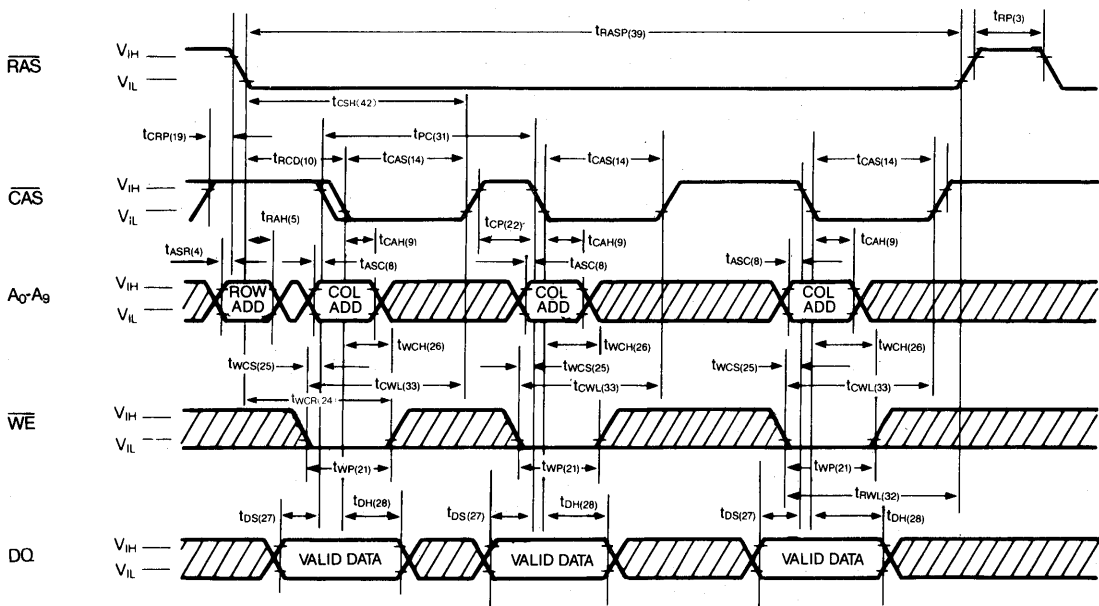 tRASP(39)
tRP(3)
RAS
VIH
VIL
tCSH(42)
tCRP(19)
tPC(31)
tRCD(10)
tCAS(14)
tCAS(14)
tCAS(14)
CAS
VIH
VIL
tRAH(5)
tCP(22)
tCAH(9)
tCAH(9)
tCAH(9)
tASR(4)
tASC(8)
tASC(8)
tASC(8)
A0-A9
VIH
VIL
ROW ADD
COL ADD
COL ADD
COL ADD
tWCH(26)
tWCH(26)
tWCH(26)
tWCS(25)
tWCS(25)
tWCS(25)
tCWL(33)
tCWL(33)
tCWL(33)
tWCR(24)
WE
VIH
VIL
tWP(21)
tWP(21)
tWP(21)
tRWL(32)
tDS(27)
tDH(28)
tDS(27)
tDH(28)
tDS(27)
tDH(28)
DQ
VIH
VIL
VALID DATA
VALID DATA
VALID DATA